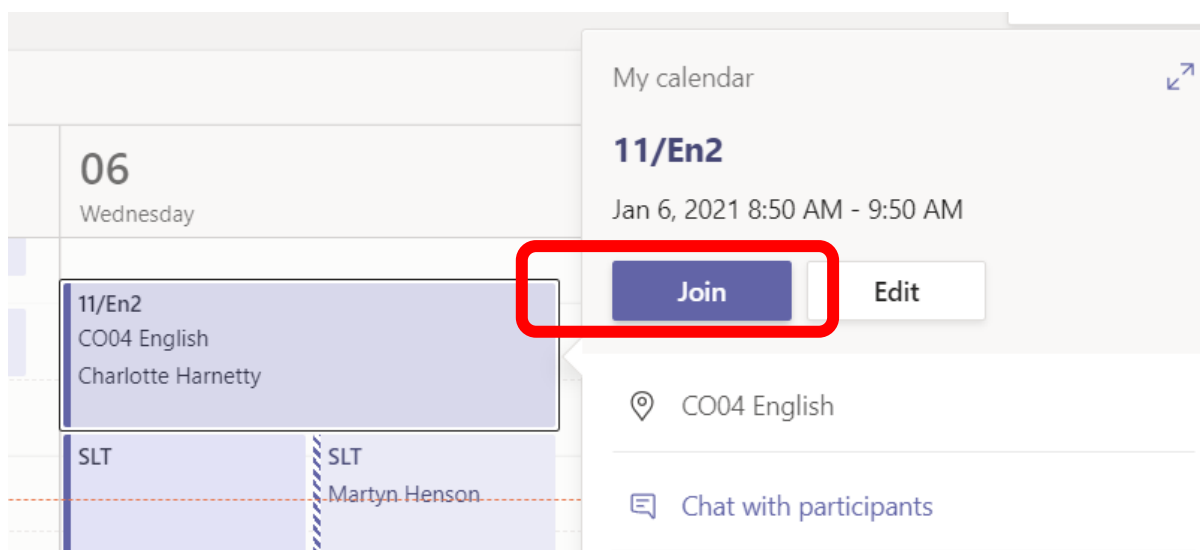 06
Wednesday
11/En2
CO04 English
Charlotte Harnetty
SLT
SLT
Martyn Henson
My calendar
11/En2
Jan 6, 2021 8:50 AM - 9:50 AM
Join
Edit
CO04 English
Chat with participants